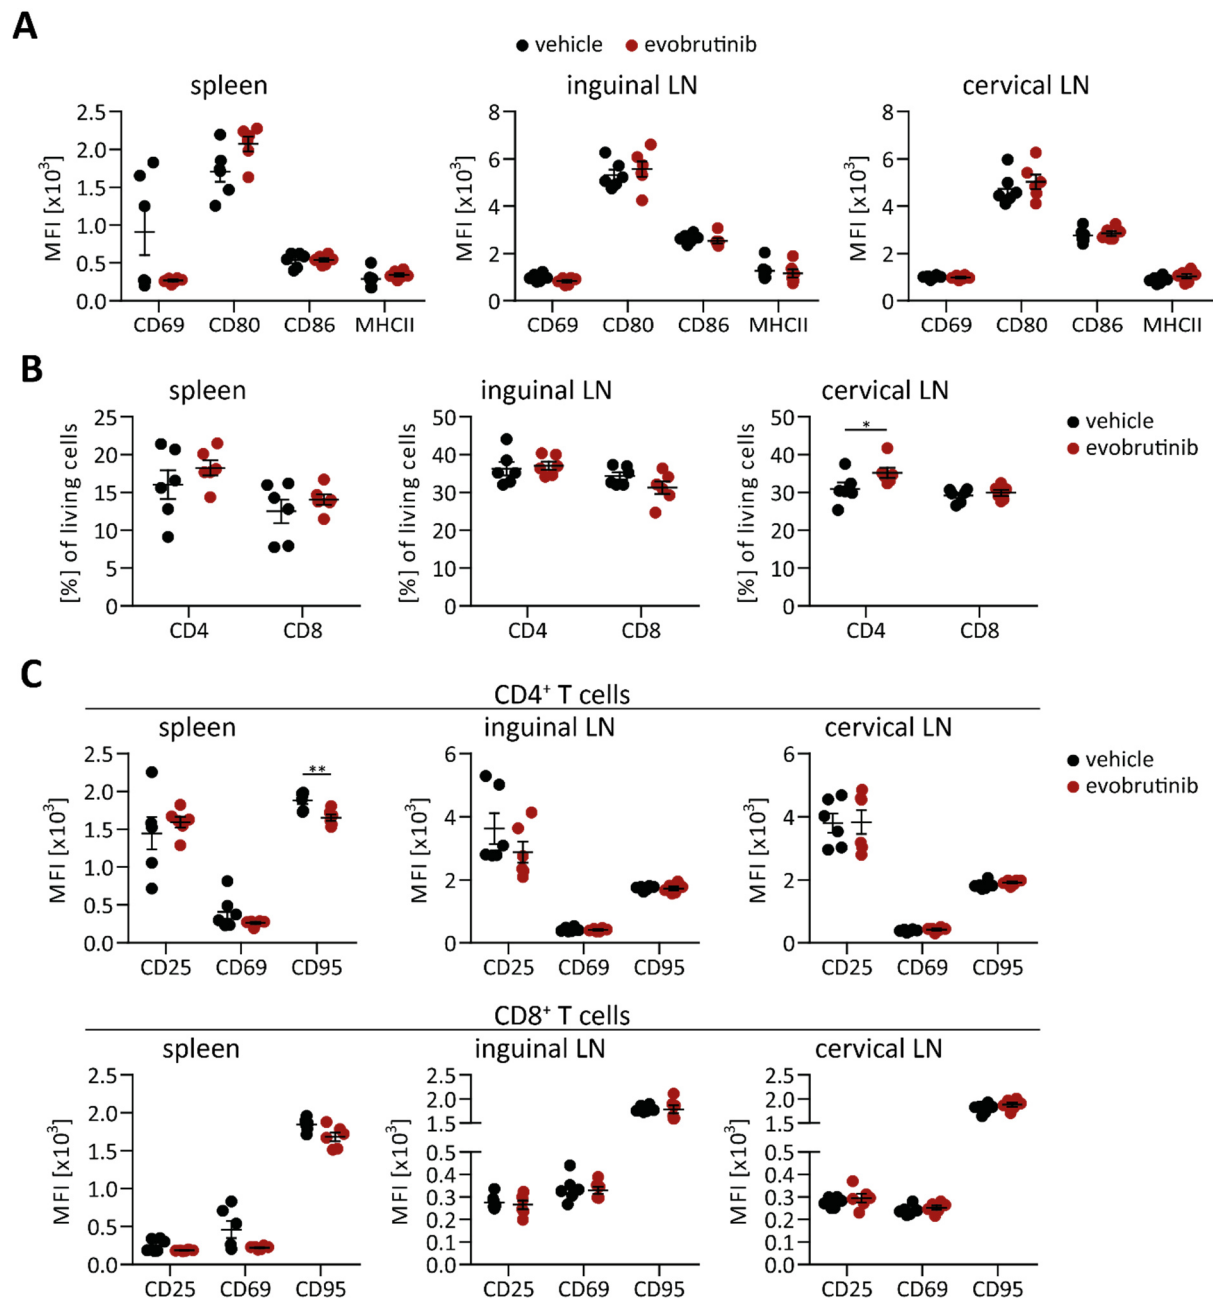 A
vehicle evobrutinib
spleen inguinal LN cervical LN
MFI [x10³]
2.5
2.0
1.5
1.0
0.5
0.0
CD69 CD80 CD86 MHCII
MFI [x10³]
8
6
4
2
0
CD69 CD80 CD86 MHCII
MFI [x10³]
8
6
4
2
0
CD69 CD80 CD86 MHCII
B
spleen inguinal LN cervical LN
[%] of living cells
25
20
15
10
5
0
CD4 CD8
[%] of living cells
50
40
30
20
10
0
CD4 CD8
[%] of living cells
50
40
30
20
10
0
*
CD4 CD8
vehicle
evobrutinib
C
CD4⁺ T cells
spleen inguinal LN cervical LN
MFI [x10³]
2.5
2.0
1.5
1.0
0.5
0.0
**
CD25 CD69 CD95
MFI [x10³]
6
4
2
0
CD25 CD69 CD95
MFI [x10³]
6
4
2
0
CD25 CD69 CD95
vehicle
evobrutinib
CD8⁺ T cells
spleen inguinal LN cervical LN
MFI [x10³]
2.5
2.0
1.5
1.0
0.5
0.0
CD25 CD69 CD95
MFI [x10³]
2.5
2.0
1.5
0.5
0.3
0.2
0.1
0.0
CD25 CD69 CD95
MFI [x10³]
2.5
2.0
1.5
0.5
0.3
0.2
0.1
0.0
CD25 CD69 CD95